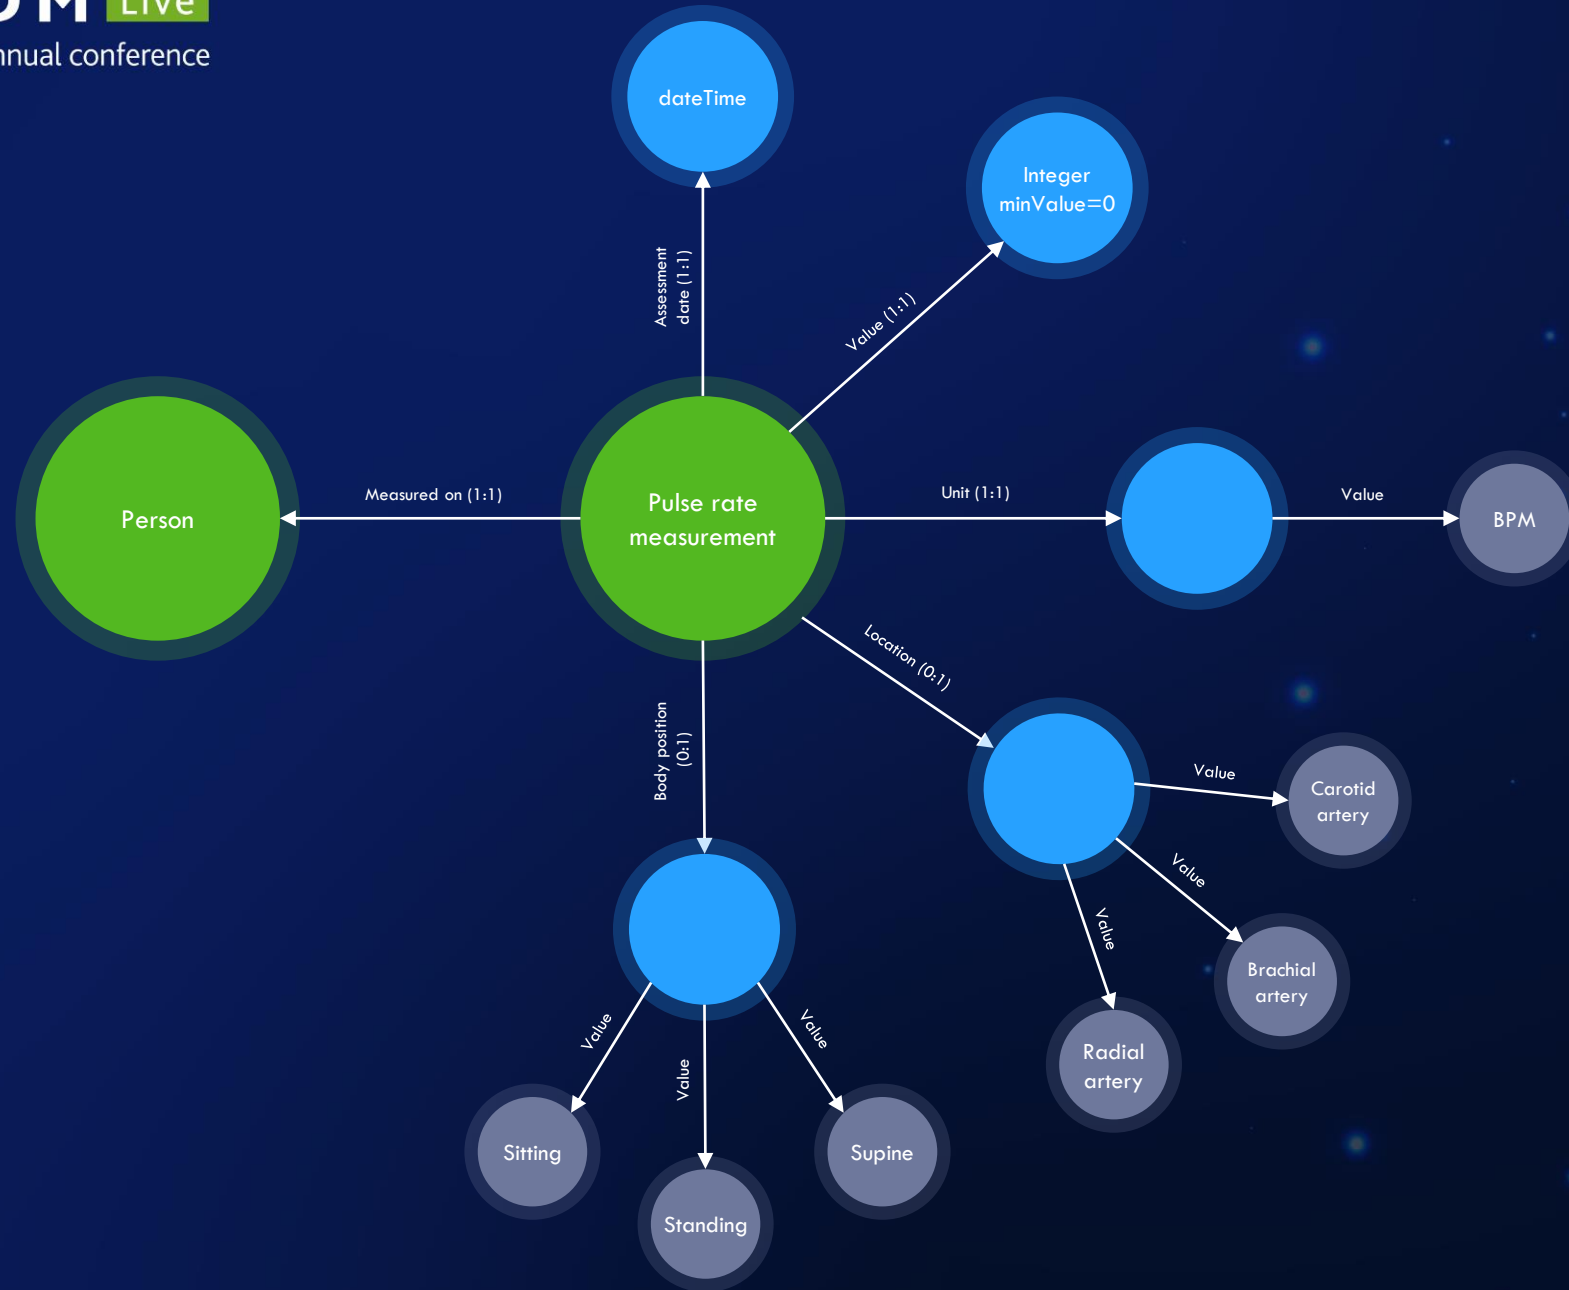 Live
nnual conference
dateTime
Integer
minValue=0
Assessment
date (1:1)
Value (1:1)
Person
Measured on (1:1)
Pulse rate
measurement
Unit (1:1)
Value
BPM
Location (0:1)
Body position
(0:1)
Value
Carotid
artery
Value
Brachial
artery
Value
Radial
artery
Value
Sitting
Value
Standing
Value
Supine